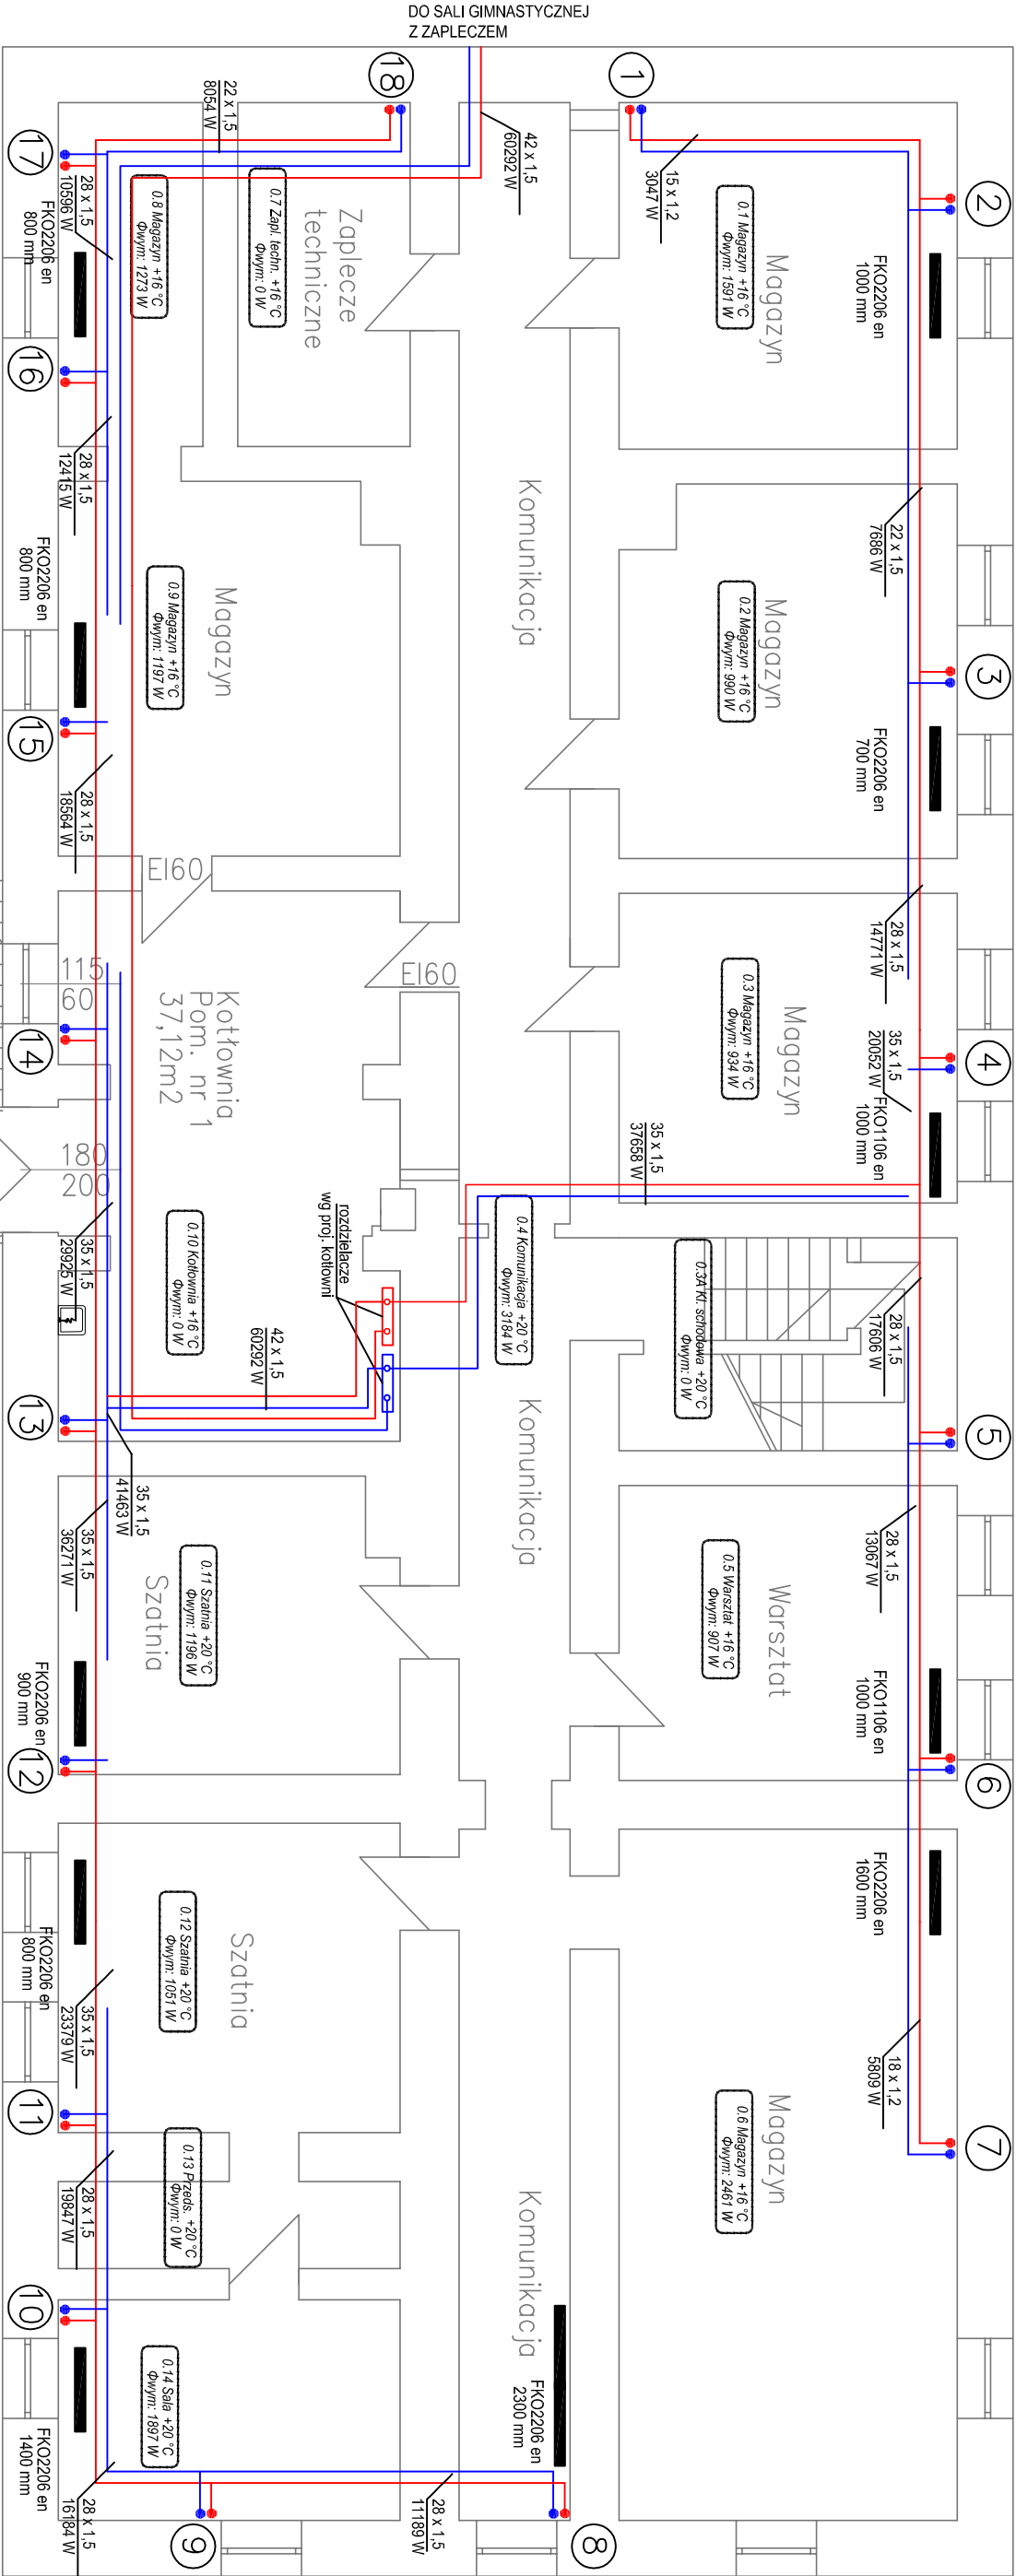 DO SALI GIMNASTYCZNEJ
Z ZAPLECZEM
18
1
22 x 1,5
8054 W
42 x 1,5
60292 W
15 x 1,2
3047 W
17
28 x 1,5
10596 W
FKO2206 en
800 mm
0.8 Magazyn +16 °C
Φwym: 1273 W
0.7 Zapl. techn. +16 °C
Φwym: 0 W
Zaplecze
techniczne
0.1 Magazyn +16 °C
Φwym: 1591 W
Magazyn
FKO2206 en
1000 mm
2
16
28 x 1,5
12415 W
FKO2206 en
800 mm
0.9 Magazyn +16 °C
Φwym: 1197 W
Magazyn
Komunikacja
22 x 1,5
7686 W
0.2 Magazyn +16 °C
Φwym: 990 W
Magazyn
FKO2206 en
700 mm
3
15
28 x 1,5
18564 W
EI60
EI60
28 x 1,5
14771 W
115
60
14
Kotłownia
Pom. nr 1
37,12m2
0.3 Magazyn +16 °C
Φwym: 934 W
Magazyn
35 x 1,5
20052 W
FKO1106 en
1000 mm
4
180
200
35 x 1,5
37658 W
35 x 1,5
29925 W
0.10 Kotłownia +16 °C
Φwym: 0 W
rozdzielacze
wg proj. kotłowni
42 x 1,5
60292 W
0.4 Komunikacja +20 °C
Φwym: 3184 W
0.3A Kl. schodowa +20 °C
Φwym: 0 W
28 x 1,5
17606 W
5
13
35 x 1,5
41463 W
35 x 1,5
36271 W
0.11 Szatnia +20 °C
Φwym: 1196 W
Szatnia
Komunikacja
28 x 1,5
13067 W
0.5 Warsztat +16 °C
Φwym: 907 W
Warsztat
FKO1106 en
1000 mm
FKO2206 en
900 mm
12
6
FKO2206 en
1600 mm
0.12 Szatnia +20 °C
Φwym: 1051 W
Szatnia
FKO2206 en
800 mm
35 x 1,5
23379 W
18 x 1,2
5809 W
11
7
0.13 Przeds. +20 °C
Φwym: 0 W
28 x 1,5
19847 W
0.6 Magazyn +16 °C
Φwym: 2461 W
Magazyn
Komunikacja
10
0.14 Sala +20 °C
Φwym: 1897 W
FKO2206 en
1400 mm
FKO2206 en
2300 mm
28 x 1,5
16184 W
28 x 1,5
11189 W
9
8